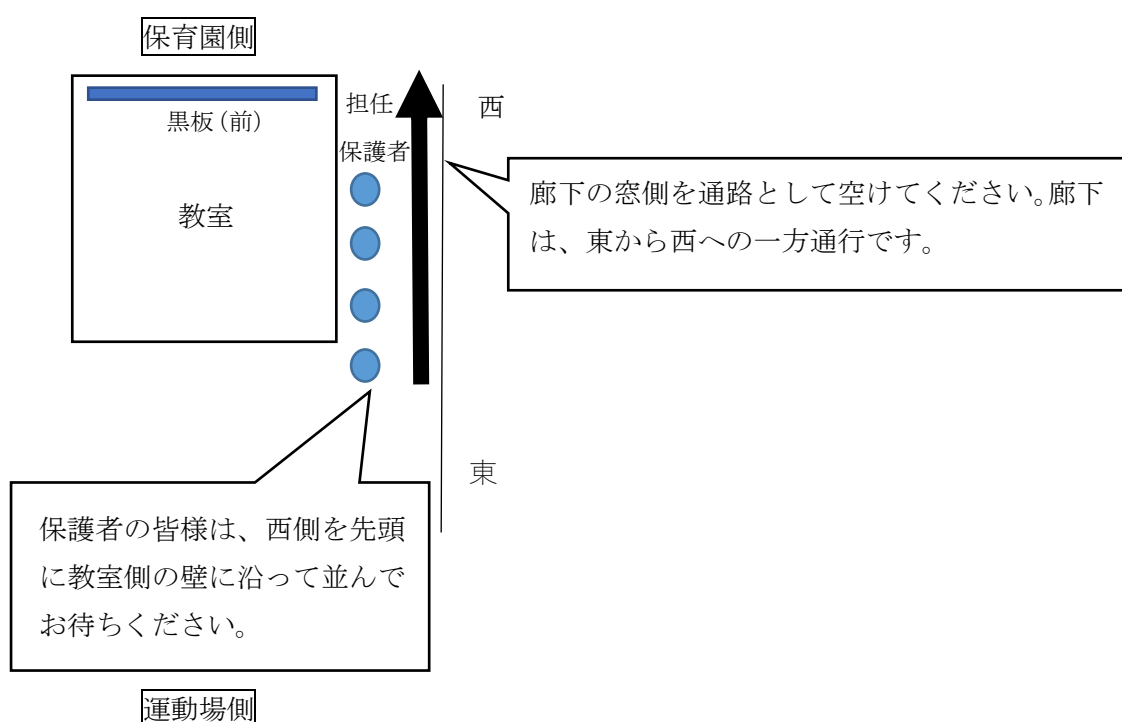 保育園側
担任
西
黒板(前)
保護者
廊下の窓側を通路として空けてください。廊下
は、東から西への一方通行です。
教室
東
保護者の皆様は、西側を先頭
に教室側の壁に沿って並んで
お待ちください。
運動場側